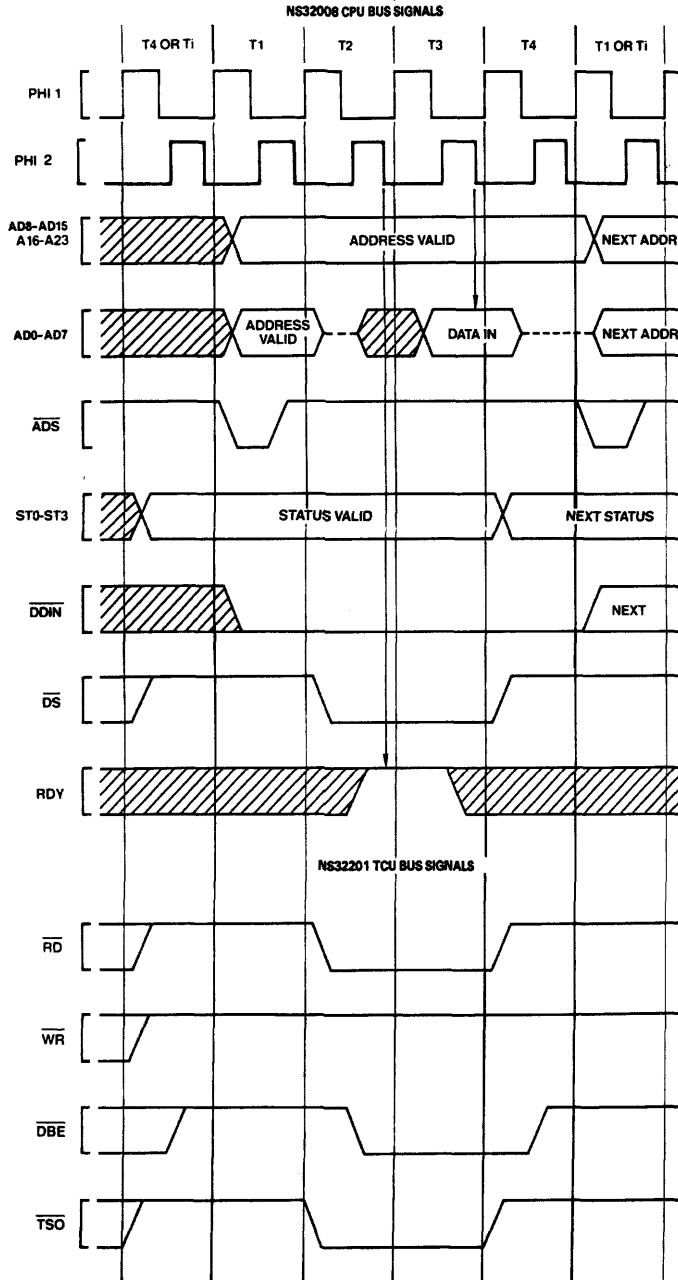 NS32008 CPU BUS SIGNALS
T4 OR Ti T1 T2 T3 T4 T1 OR Ti
PHI 1
PHI 2
AD8-AD15
A16-A23
ADDRESS VALID NEXT ADDR
AD0-AD7
ADDRESS
VALID
DATA IN NEXT ADDR
ADS
ST0-ST3 STATUS VALID NEXT STATUS
DDIN NEXT
DS
RDY
NS32201 TCU BUS SIGNALS
RD
WR
DBE
TSO